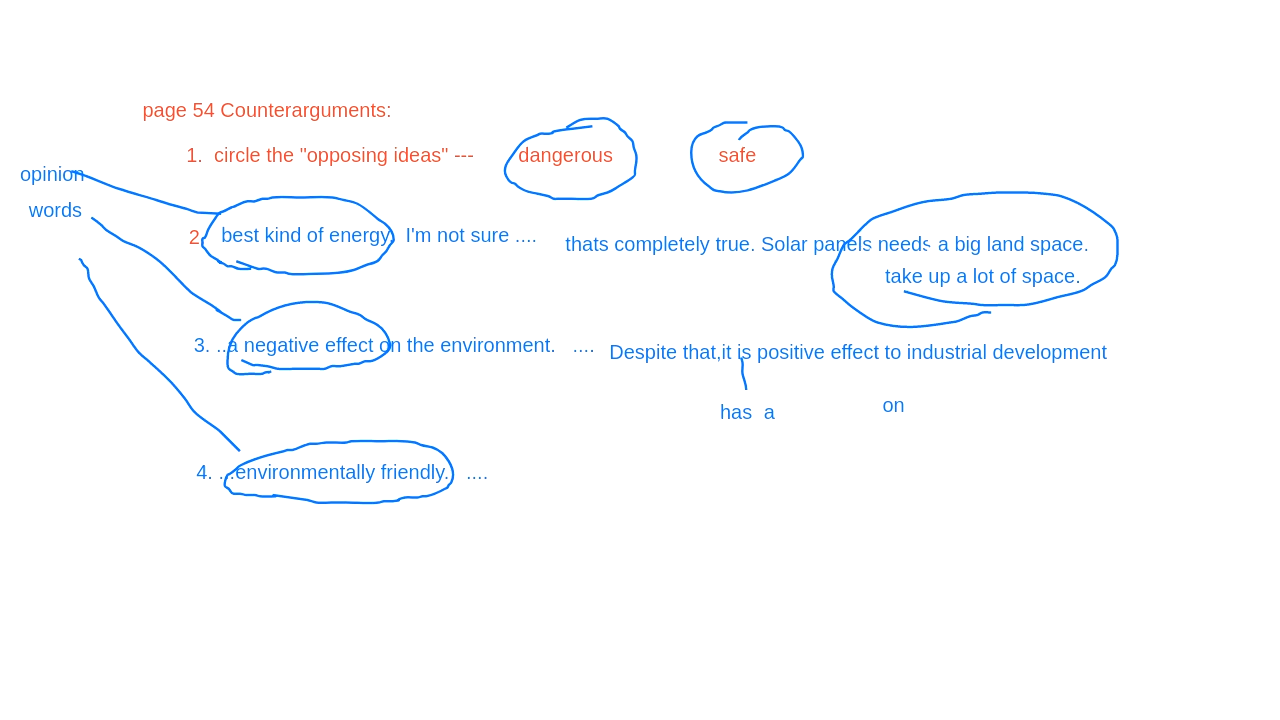 page 54 Counterarguments:
1. circle the "opposing ideas" --- dangerous safe
opinion
words
2. best kind of energy. I'm not sure .... thats completely true. Solar panels needs a big land space.
take up a lot of space.
3. ..a negative effect on the environment. .... Despite that,it is positive effect to industrial development
has a on
4. ...environmentally friendly. ....